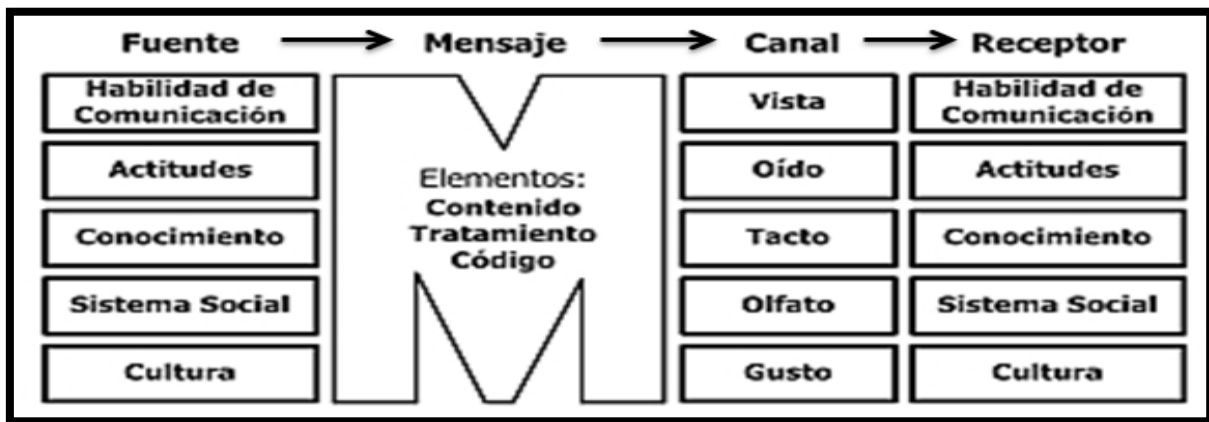 Fuente → Mensaje → Canal → Receptor
Habilidad de
Comunicación
Actitudes
Conocimiento
Sistema Social
Cultura
Elementos:
Contenido
Tratamiento
Código
Vista
Oído
Tacto
Olfato
Gusto
Habilidad de
Comunicación
Actitudes
Conocimiento
Sistema Social
Cultura